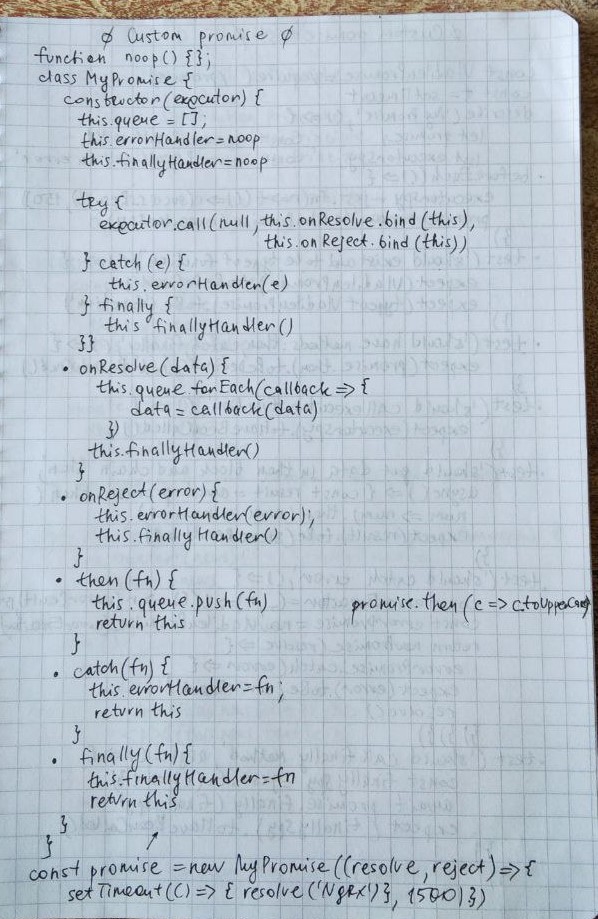 ∅ Custom promise ∅
function noop() {};
class MyPromise {
constructor(executor) {
this.queue = [];
this.errorHandler=noop
this.finallyHandler=noop
try {
executor.call(null, this.onResolve.bind(this),
this.onReject.bind(this))
} catch (e) {
this.errorHandler(e)
} finally {
this finallyHandler()
}}
• onResolve(data) {
this.queue.forEach(callback => {
data = callback(data)
})
this.finallyHandler()
}
• onReject(error) {
this.errorHandler(error);
this.finallyHandler()
}
• then (fn) {
this.queue.push(fn) promise.then (c => c.toUpperCase)
return this
}
• catch(fn) {
this.errorHandler=fn;
return this
}
• finally(fn) {
this.finallyHandler=fn
return this
}
}
const promise = new MyPromise((resolve, reject) => {
setTimeout(() => { resolve('NgRx')}, 1500)})